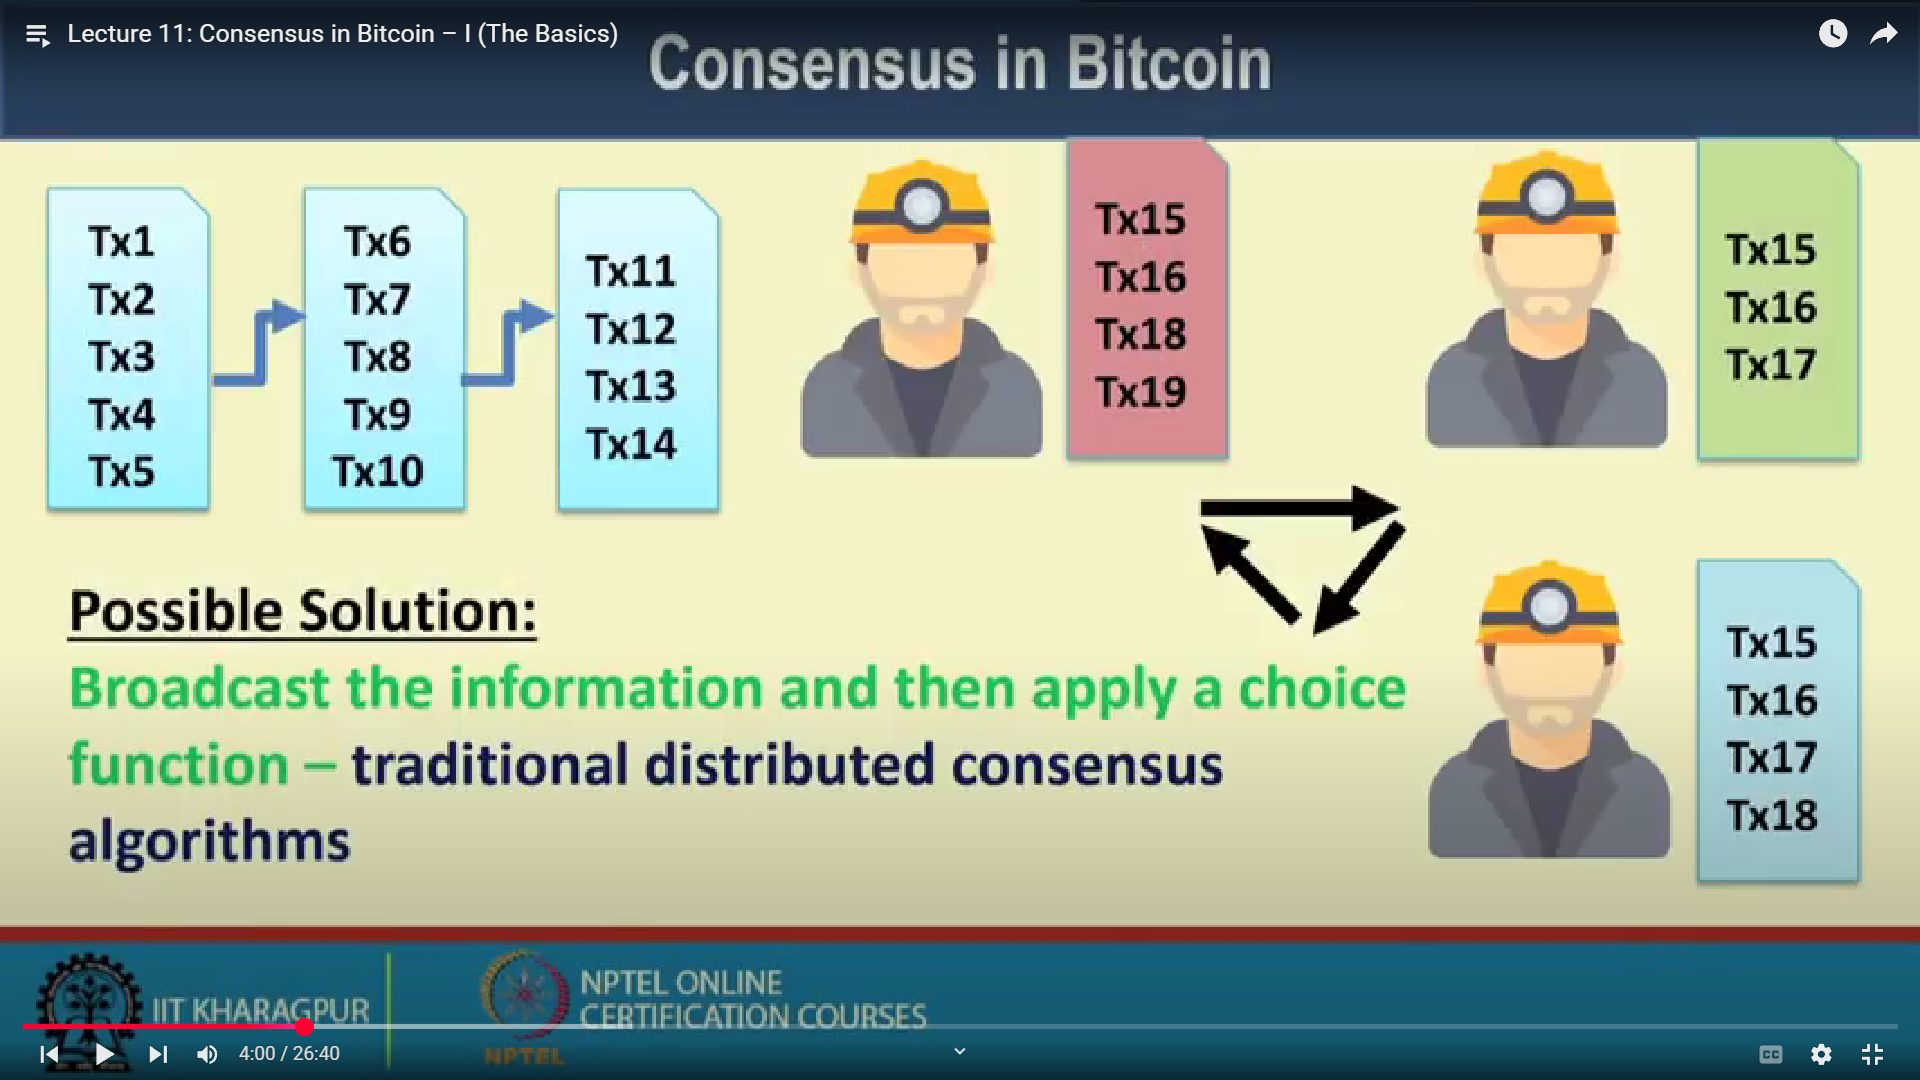 Lecture 11: Consensus in Bitcoin – I (The Basics)
Consensus in Bitcoin
Tx1
Tx2
Tx3
Tx4
Tx5
Tx6
Tx7
Tx8
Tx9
Tx10
Tx11
Tx12
Tx13
Tx14
Tx15
Tx16
Tx18
Tx19
Tx15
Tx16
Tx17
Tx15
Tx16
Tx17
Tx18
Possible Solution:
Broadcast the information and then apply a choice
function – traditional distributed consensus
algorithms
IIT KHARAGPUR
NPTEL
NPTEL ONLINE
CERTIFICATION COURSES
4:00 / 26:40
CC